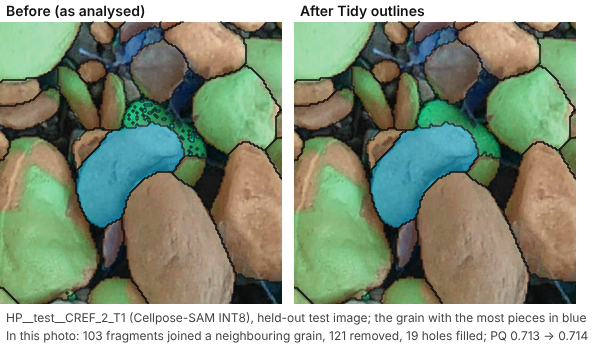 Before (as analysed)
After Tidy outlines
HP__test__CREF_2_T1 (Cellpose-SAM INT8), held-out test image; the grain with the most pieces in blue
In this photo: 103 fragments joined a neighbouring grain, 121 removed, 19 holes filled; PQ 0.713 → 0.714